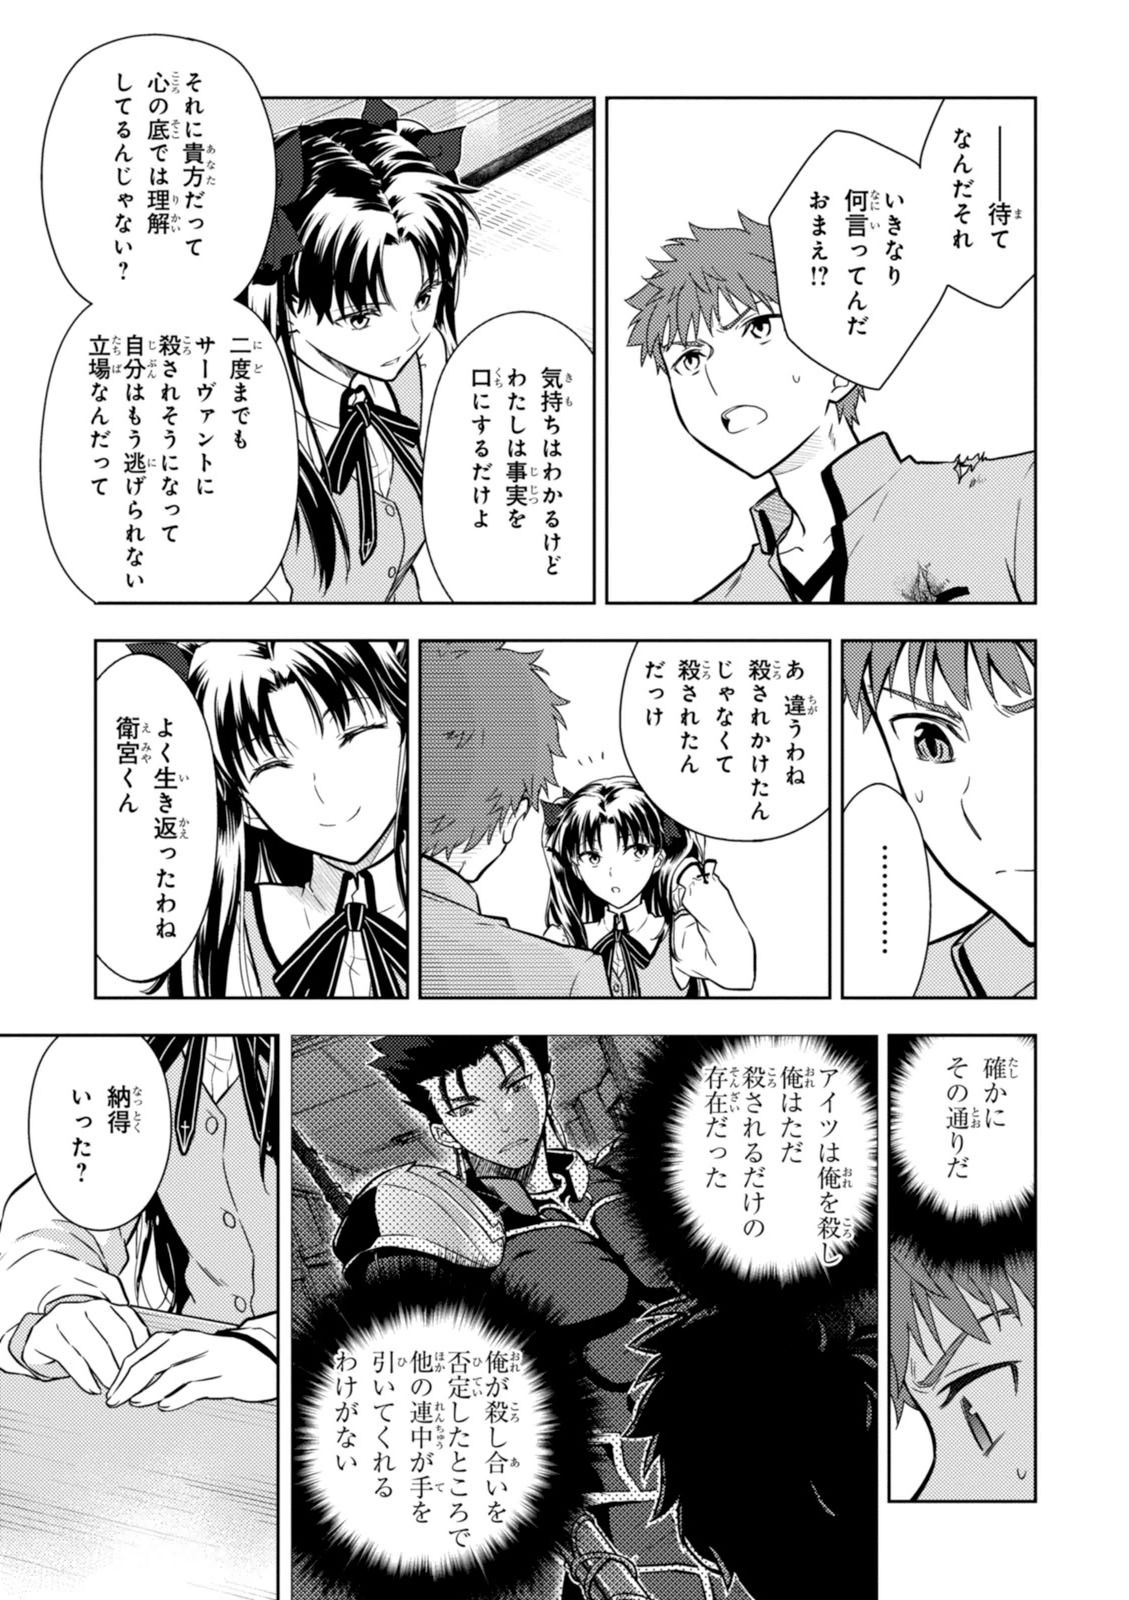 ――待て
なんだそれ
いきなり
何言ってんだ
おまえ!?
気持ちはわかるけど
わたしは事実を
口にするだけよ
それに貴方だって
心の底では理解
してるんじゃない?
二度までも
サーヴァントに
殺されそうになって
自分はもう逃げられない
立場なんだって
………
あ 違うわね
殺されかけたん
じゃなくて
殺されたん
だっけ
よく生き返ったわね
衛宮くん
確かに
その通りだ
アイツは俺を殺し
俺はただ
殺されるだけの
存在だった
俺が殺し合いを
否定したところで
他の連中が手を
引いてくれる
わけがない
納得
いった?